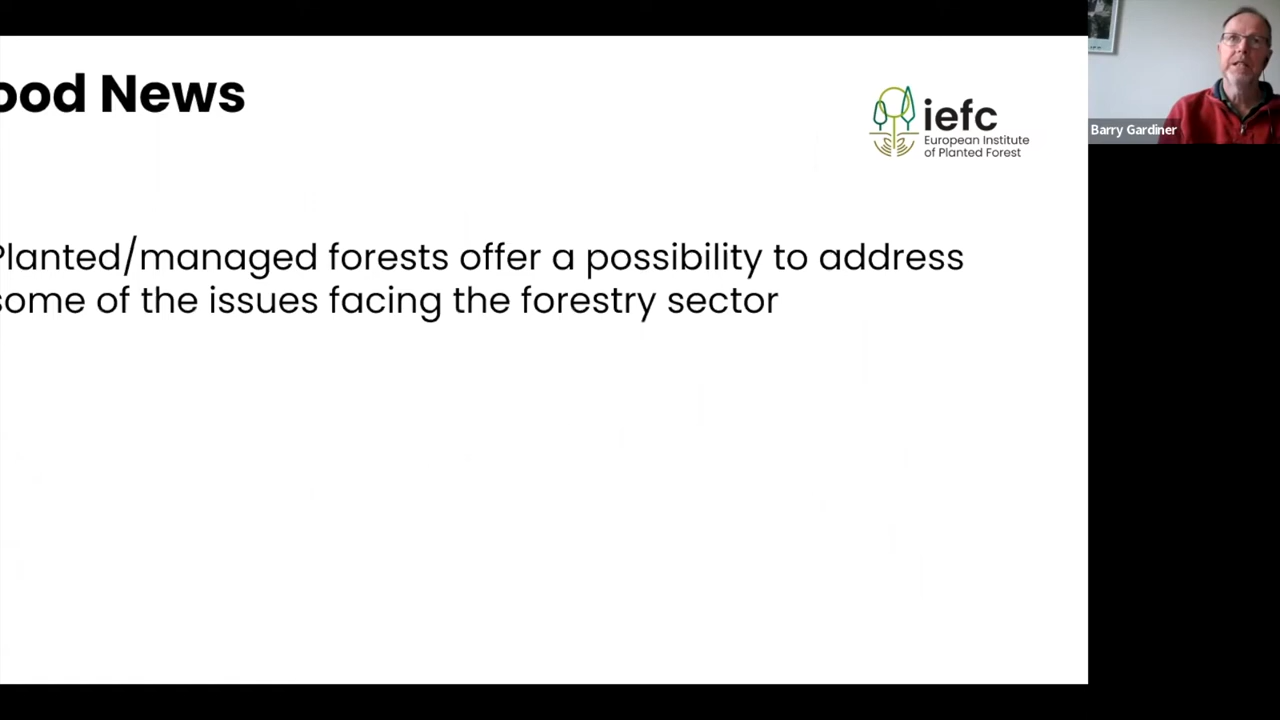 ood News
iefc
European Institute
of Planted Forest
Barry Gardiner
Planted/managed forests offer a possibility to address
some of the issues facing the forestry sector